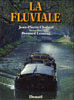 LA
FLUVIALE
Jean-Pierre Chabrol
Bernard Lesaing
Denoël